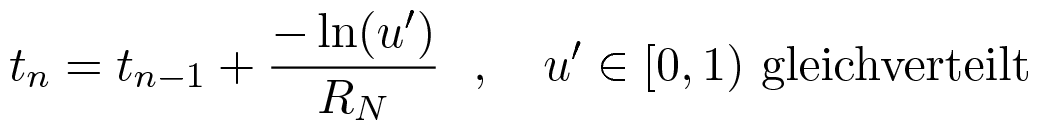 t_n = t_{n-1} + \frac{-\ln(u')}{R_N} , u' ∈ [0, 1) gleichverteilt